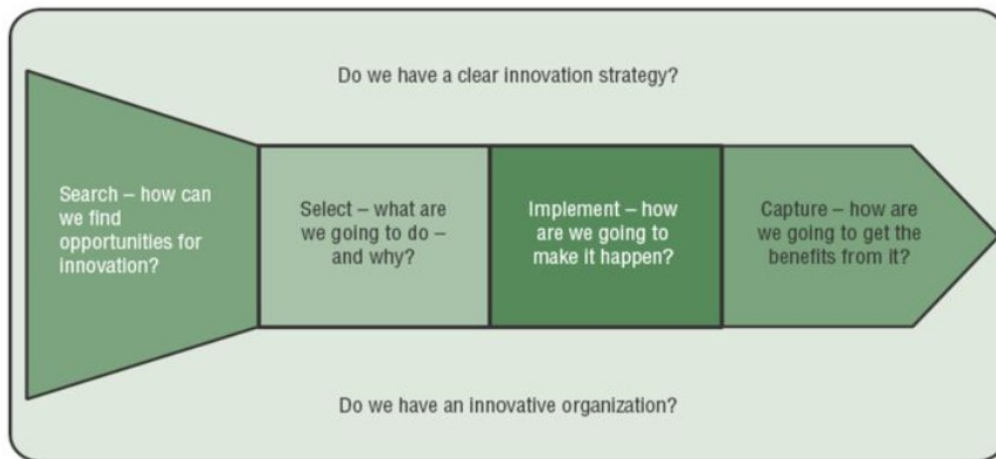 Do we have a clear innovation strategy?
Search – how can
we find
opportunities for
innovation?
Select – what are
we going to do –
and why?
Implement – how
are we going to
make it happen?
Capture – how are
we going to get the
benefits from it?
Do we have an innovative organization?